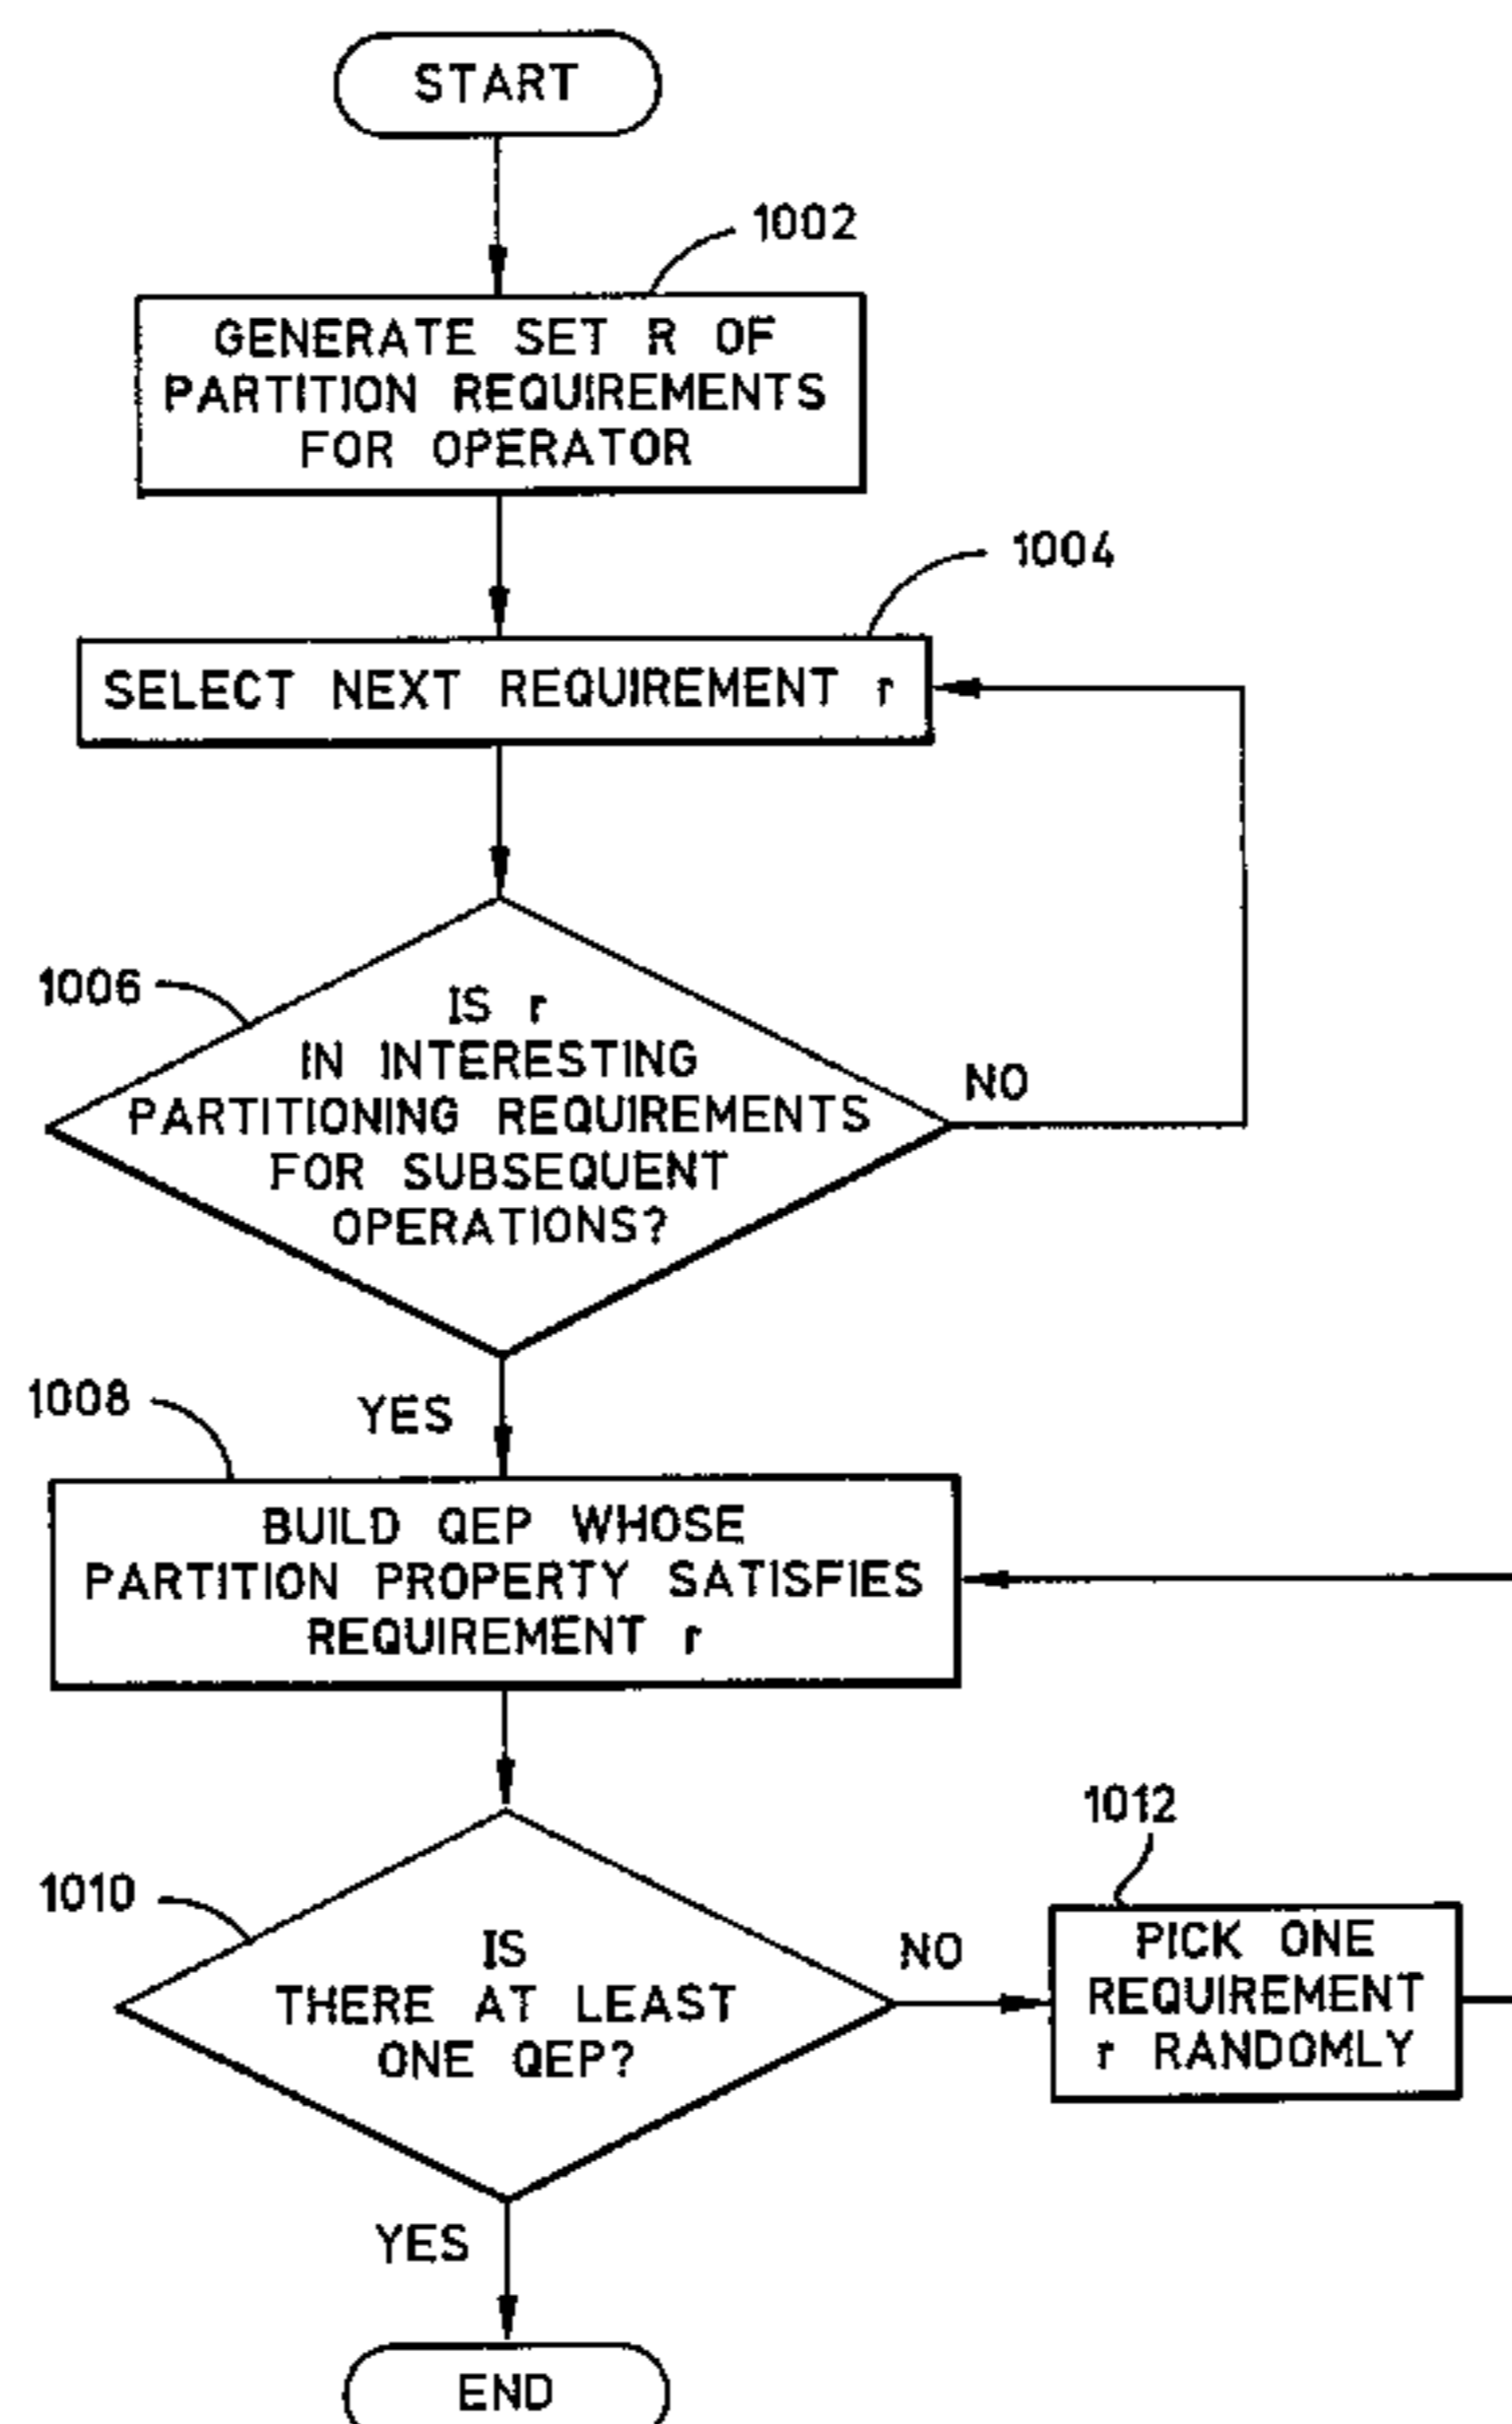 START
1002
GENERATE SET R OF
PARTITION REQUIREMENTS
FOR OPERATOR
1004
SELECT NEXT REQUIREMENT r
1006
IS r
IN INTERESTING
PARTITIONING REQUIREMENTS
FOR SUBSEQUENT
OPERATIONS?
NO
YES
1008
BUILD QEP WHOSE
PARTITION PROPERTY SATISFIES
REQUIREMENT r
1010
IS
THERE AT LEAST
ONE QEP?
NO
1012
PICK ONE
REQUIREMENT
r RANDOMLY
YES
END